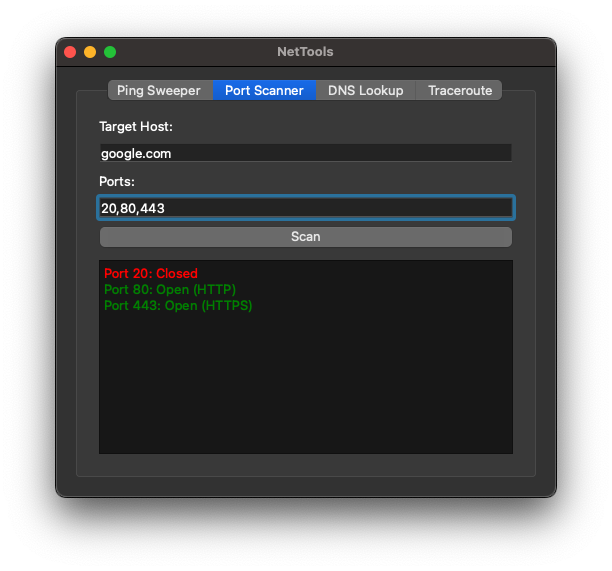 NetTools
Ping Sweeper Port Scanner DNS Lookup Traceroute
Target Host:
google.com
Ports:
20,80,443
Scan
Port 20: Closed
Port 80: Open (HTTP)
Port 443: Open (HTTPS)